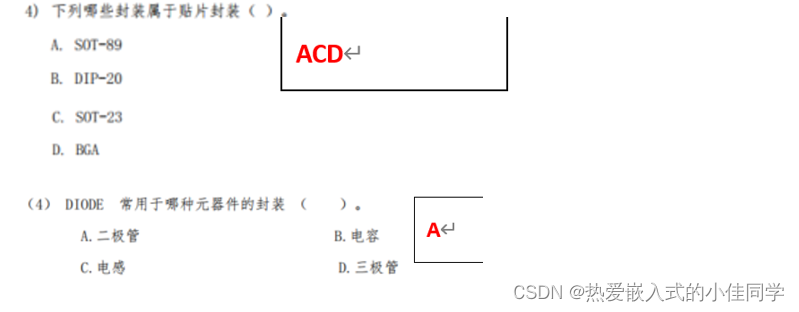 4) 下列哪些封装属于贴片封装（ ）。
A. SOT-89
ACD↵
B. DIP-20
C. SOT-23
D. BGA
（4） DIODE 常用于哪种元器件的封装 （ ）。
A.二极管
B.电容
A↵
C.电感
D.三极管
CSDN @热爱嵌入式的小佳同学